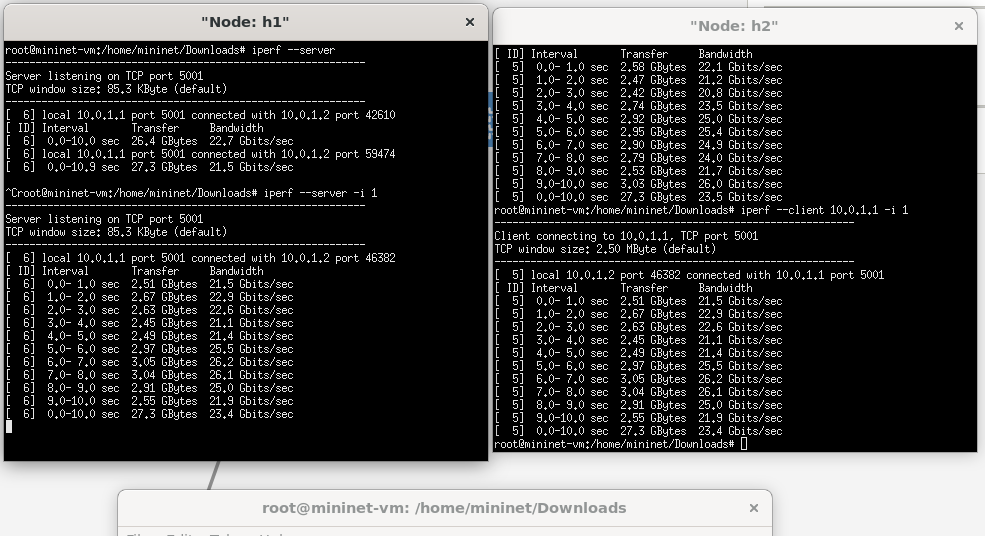 "Node: h1"
root@mininet-vm:/home/mininet/Downloads# iperf --server
------------------------------------------------------------
Server listening on TCP port 5001
TCP window size: 85.3 KByte (default)
------------------------------------------------------------
[  6] local 10.0.1.1 port 5001 connected with 10.0.1.2 port 42610
[ ID] Interval       Transfer     Bandwidth
[  6]  0.0-10.0 sec  26.4 GBytes  22.7 Gbits/sec
[  6] local 10.0.1.1 port 5001 connected with 10.0.1.2 port 59474
[  6]  0.0-10.9 sec  27.3 GBytes  21.5 Gbits/sec
^Croot@mininet-vm:/home/mininet/Downloads# iperf --server -i 1
------------------------------------------------------------
Server listening on TCP port 5001
TCP window size: 85.3 KByte (default)
------------------------------------------------------------
[  6] local 10.0.1.1 port 5001 connected with 10.0.1.2 port 46382
[ ID] Interval       Transfer     Bandwidth
[  6]  0.0- 1.0 sec  2.51 GBytes  21.5 Gbits/sec
[  6]  1.0- 2.0 sec  2.67 GBytes  22.9 Gbits/sec
[  6]  2.0- 3.0 sec  2.63 GBytes  22.6 Gbits/sec
[  6]  3.0- 4.0 sec  2.45 GBytes  21.1 Gbits/sec
[  6]  4.0- 5.0 sec  2.49 GBytes  21.4 Gbits/sec
[  6]  5.0- 6.0 sec  2.97 GBytes  25.5 Gbits/sec
[  6]  6.0- 7.0 sec  3.05 GBytes  26.2 Gbits/sec
[  6]  7.0- 8.0 sec  3.04 GBytes  26.1 Gbits/sec
[  6]  8.0- 9.0 sec  2.91 GBytes  25.0 Gbits/sec
[  6]  9.0-10.0 sec  2.55 GBytes  21.9 Gbits/sec
[  6]  0.0-10.0 sec  27.3 GBytes  23.4 Gbits/sec
"Node: h2"
[ ID] Interval       Transfer     Bandwidth
[  5]  0.0- 1.0 sec  2.58 GBytes  22.1 Gbits/sec
[  5]  1.0- 2.0 sec  2.47 GBytes  21.2 Gbits/sec
[  5]  2.0- 3.0 sec  2.42 GBytes  20.8 Gbits/sec
[  5]  3.0- 4.0 sec  2.74 GBytes  23.5 Gbits/sec
[  5]  4.0- 5.0 sec  2.92 GBytes  25.0 Gbits/sec
[  5]  5.0- 6.0 sec  2.95 GBytes  25.4 Gbits/sec
[  5]  6.0- 7.0 sec  2.90 GBytes  24.9 Gbits/sec
[  5]  7.0- 8.0 sec  2.79 GBytes  24.0 Gbits/sec
[  5]  8.0- 9.0 sec  2.53 GBytes  21.7 Gbits/sec
[  5]  9.0-10.0 sec  3.03 GBytes  26.0 Gbits/sec
[  5]  0.0-10.0 sec  27.3 GBytes  23.5 Gbits/sec
root@mininet-vm:/home/mininet/Downloads# iperf --client 10.0.1.1 -i 1
------------------------------------------------------------
Client connecting to 10.0.1.1, TCP port 5001
TCP window size: 2.50 MByte (default)
------------------------------------------------------------
[  5] local 10.0.1.2 port 46382 connected with 10.0.1.1 port 5001
[ ID] Interval       Transfer     Bandwidth
[  5]  0.0- 1.0 sec  2.51 GBytes  21.5 Gbits/sec
[  5]  1.0- 2.0 sec  2.67 GBytes  22.9 Gbits/sec
[  5]  2.0- 3.0 sec  2.63 GBytes  22.6 Gbits/sec
[  5]  3.0- 4.0 sec  2.45 GBytes  21.1 Gbits/sec
[  5]  4.0- 5.0 sec  2.49 GBytes  21.4 Gbits/sec
[  5]  5.0- 6.0 sec  2.97 GBytes  25.5 Gbits/sec
[  5]  6.0- 7.0 sec  3.05 GBytes  26.2 Gbits/sec
[  5]  7.0- 8.0 sec  3.04 GBytes  26.1 Gbits/sec
[  5]  8.0- 9.0 sec  2.91 GBytes  25.0 Gbits/sec
[  5]  9.0-10.0 sec  2.55 GBytes  21.9 Gbits/sec
[  5]  0.0-10.0 sec  27.3 GBytes  23.4 Gbits/sec
root@mininet-vm:/home/mininet/Downloads#
root@mininet-vm: /home/mininet/Downloads